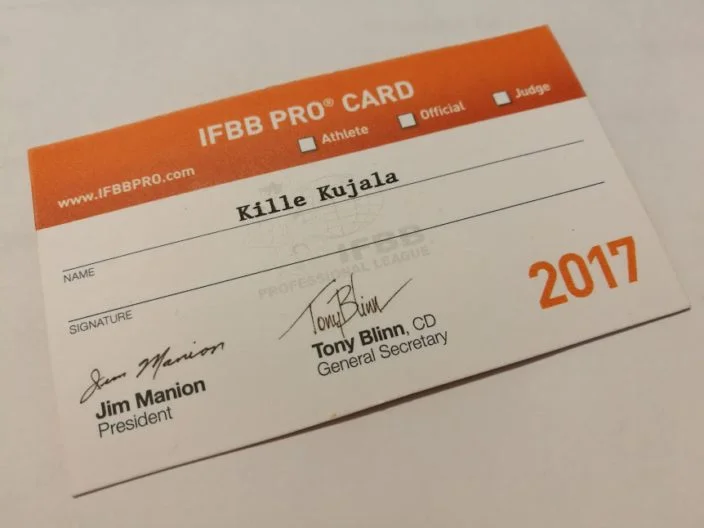 IFBB PRO® CARD
Athlete Official Judge
www.IFBBPRO.com
Kille Kujala
NAME
IFBB
PROFESSIONAL LEAGUE
SIGNATURE
2017
Jim Manion
Tony Blinn
Jim Manion
President
Tony Blinn, CD
General Secretary